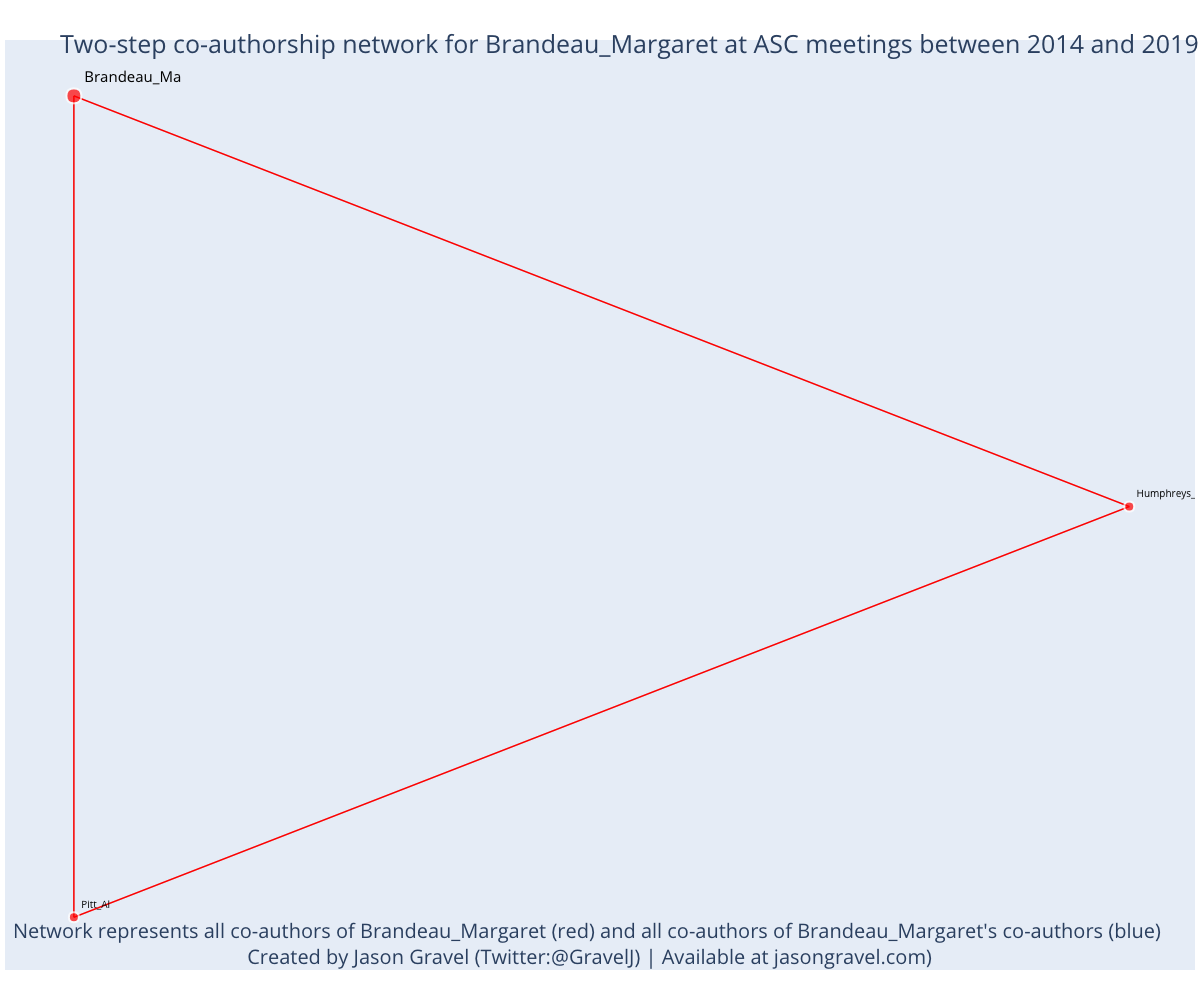 Two-step co-authorship network for Brandeau_Margaret at ASC meetings between 2014 and 2019
Brandeau_Ma
Humphreys_
Pitt_Al
Network represents all co-authors of Brandeau_Margaret (red) and all co-authors of Brandeau_Margaret's co-authors (blue)
Created by Jason Gravel (Twitter:@GravelJ) | Available at jasongravel.com)